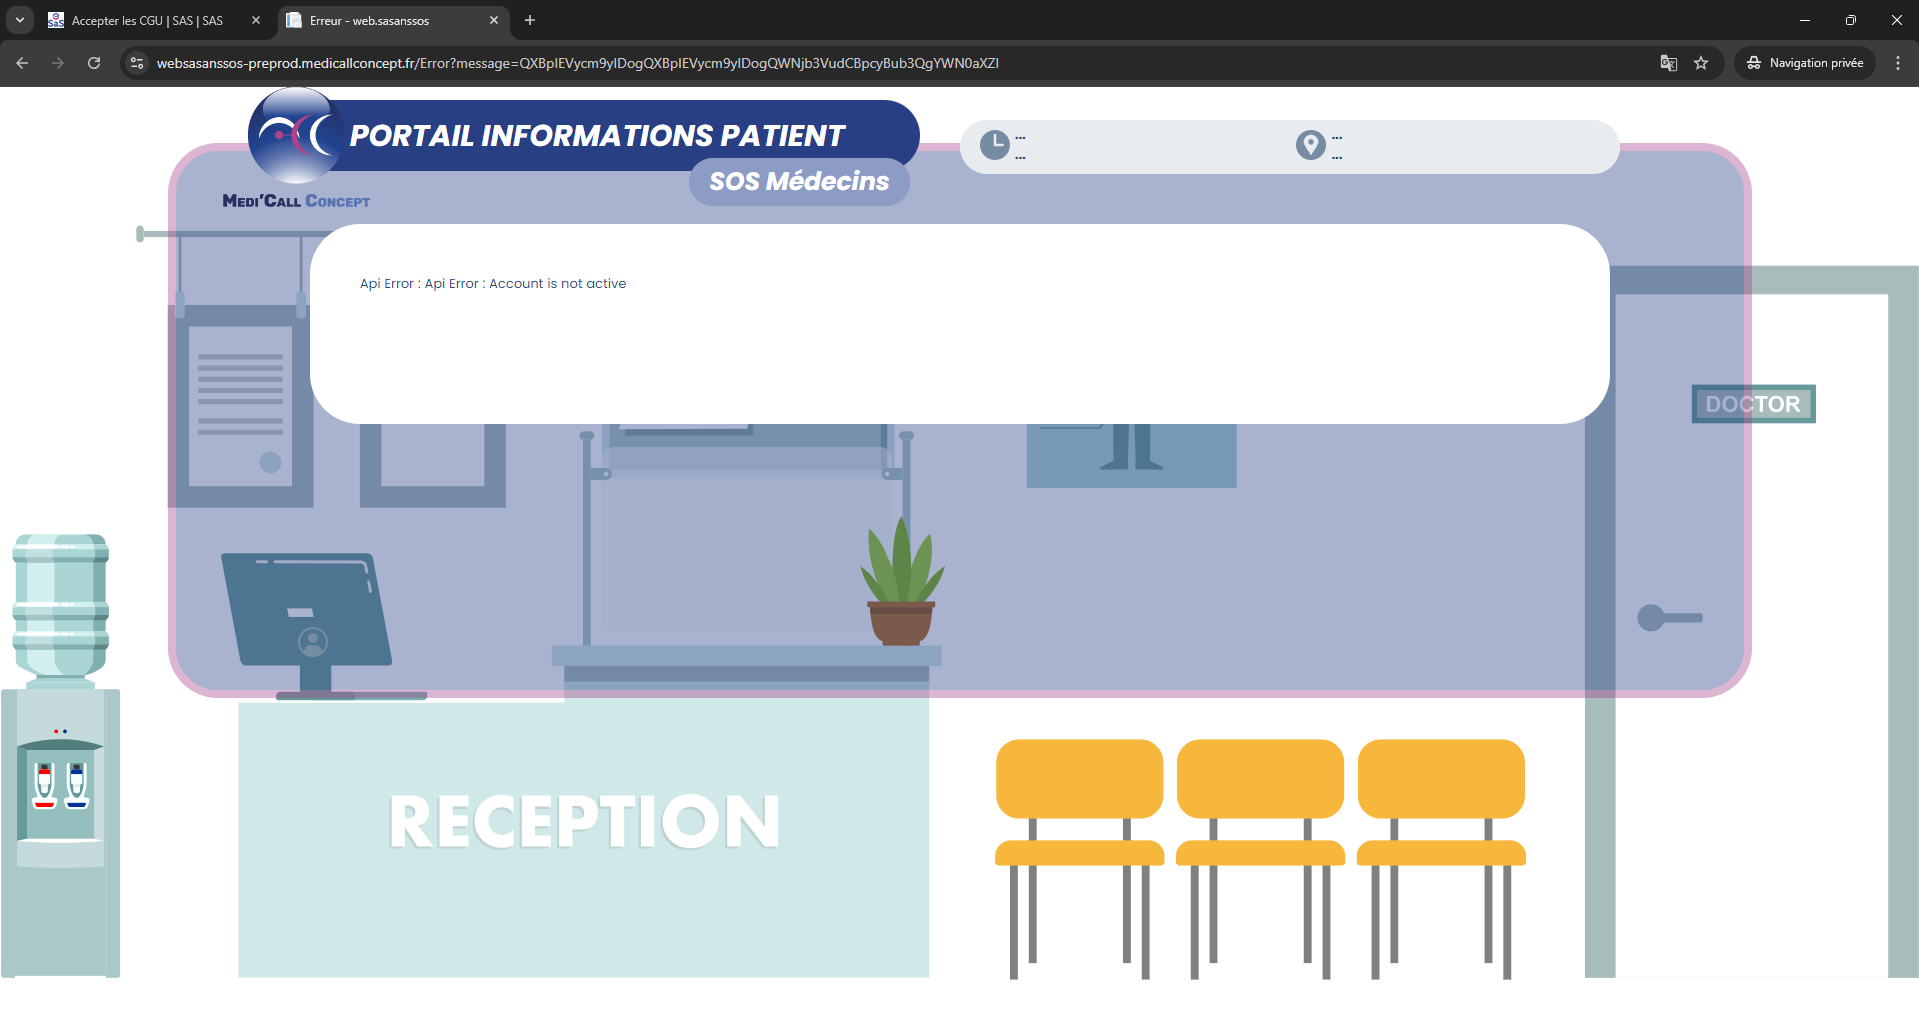 Accepter les CGU | SAS | SAS
Erreur - web.sasanssos
websasanssos-preprod.medicallconcept.fr/Error?message=QXBpIEVycm9yIDogQXBpIEVycm9yIDogQWNjb3VudCBpcyBub3QgYWN0aXZl
Navigation privée
PORTAIL INFORMATIONS PATIENT
SOS Médecins
MEDI'CALL CONCEPT
...
...
...
...
Api Error : Api Error : Account is not active
DOCTOR
RECEPTION